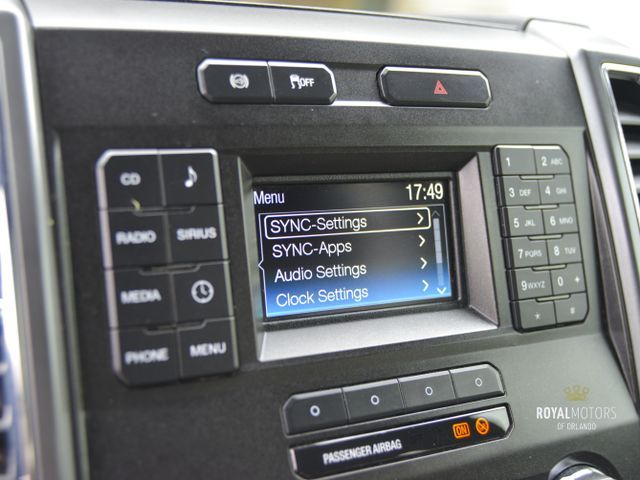 OFF
Menu 17:49
SYNC-Settings
SYNC-Apps
Audio Settings
Clock Settings
CD
RADIO SIRIUS
MEDIA
PHONE MENU
1 2 ABC
3 DEF 4 GHI
5 JKL 6 MNO
7 PQRS 8 TUV
9 WXYZ 0 +
* #
PASSENGER AIRBAG ON
ROYAL MOTORS
OF ORLANDO